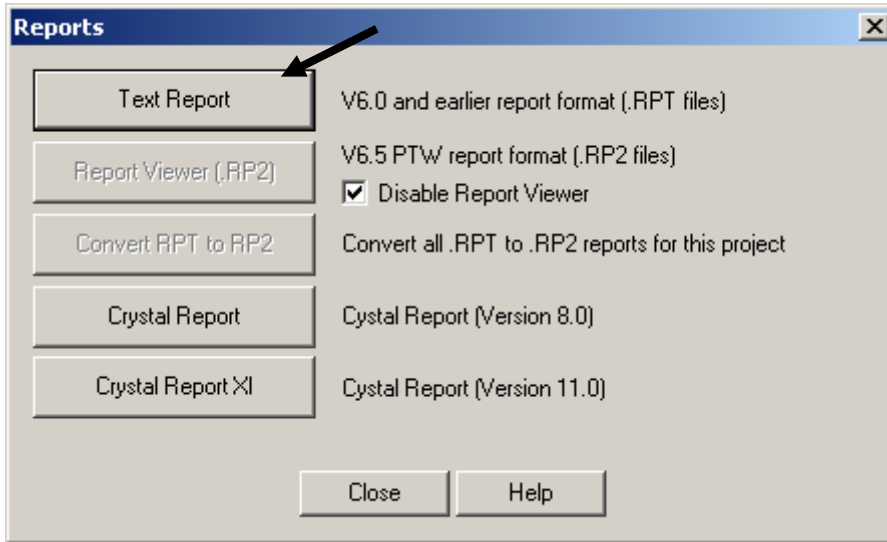 Reports
Text Report
V6.0 and earlier report format (.RPT files)
Report Viewer (.RP2)
V6.5 PTW report format (.RP2 files)
Disable Report Viewer
Convert RPT to RP2
Convert all .RPT to .RP2 reports for this project
Crystal Report
Cystal Report (Version 8.0)
Crystal Report XI
Cystal Report (Version 11.0)
Close
Help